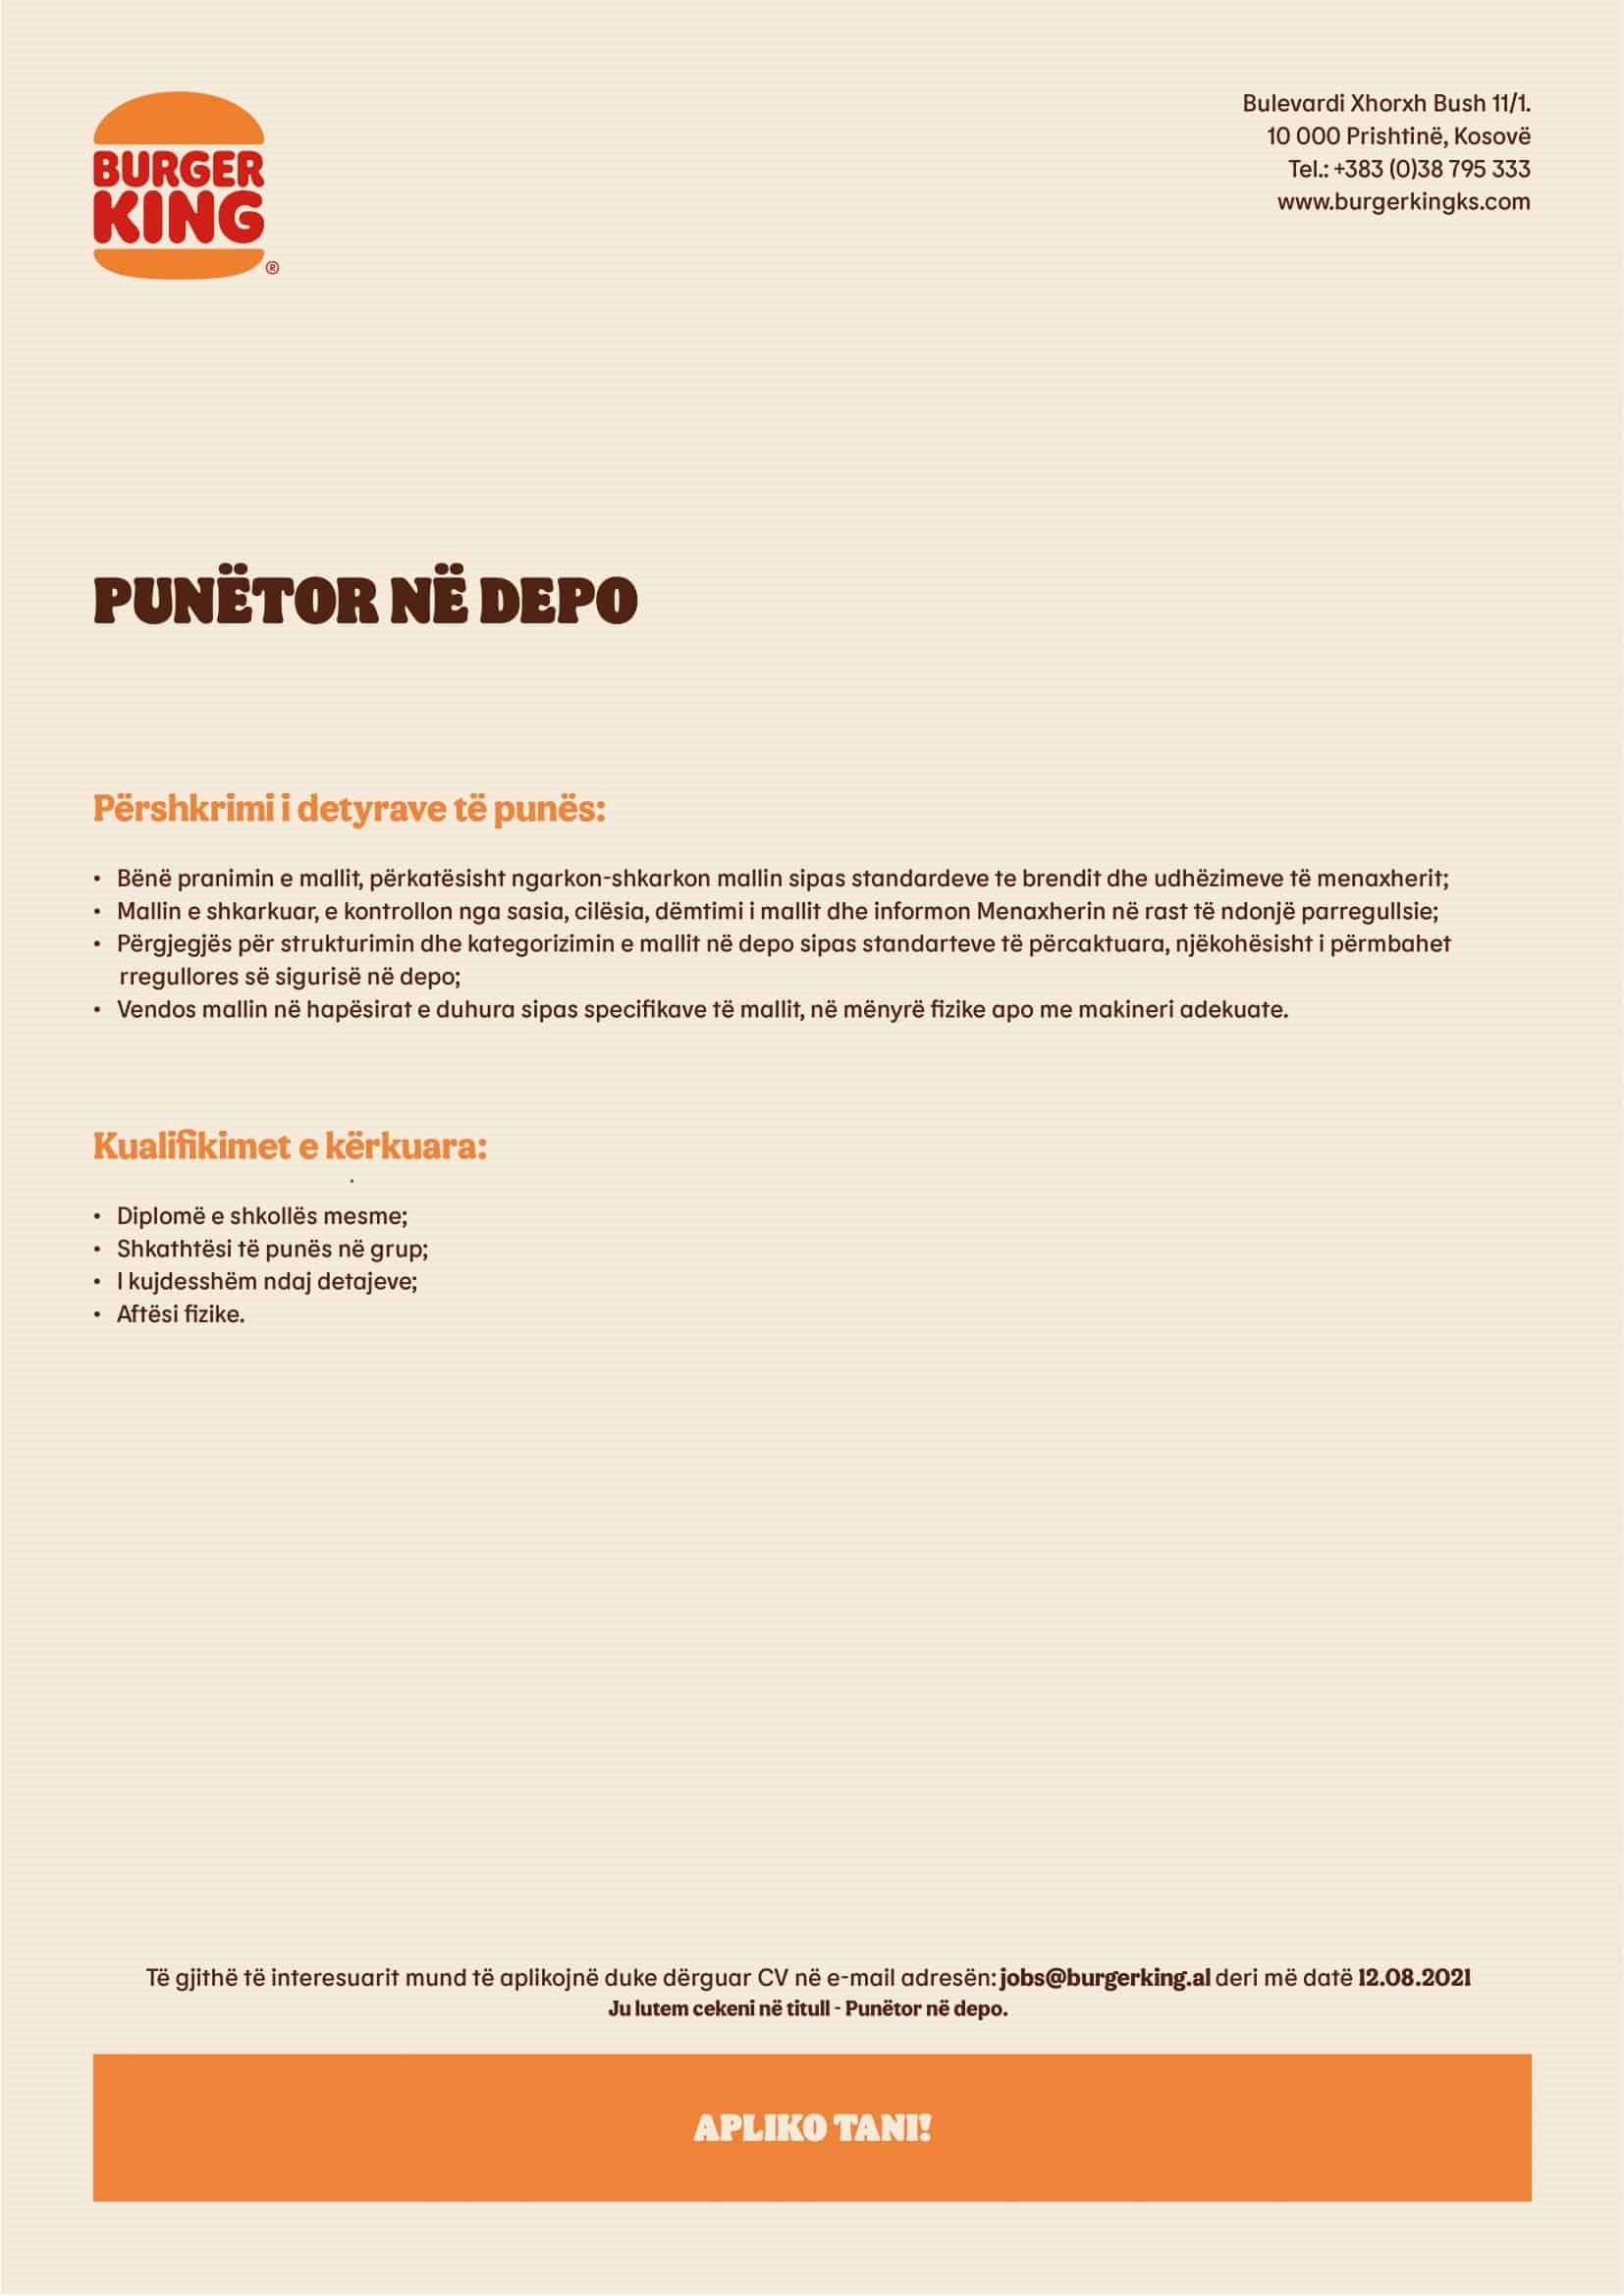 BURGER
KING
®
Bulevardi Xhorxh Bush 11/1.
10 000 Prishtinë, Kosovë
Tel.: +383 (0)38 795 333
www.burgerkingks.com
PUNËTOR NË DEPO
Përshkrimi i detyrave të punës:
• Bënë pranimin e mallit, përkatësisht ngarkon-shkarkon mallin sipas standardeve te brendit dhe udhëzimeve të menaxherit;
• Mallin e shkarkuar, e kontrollon nga sasia, cilësia, dëmtimi i mallit dhe informon Menaxherin në rast të ndonjë parregullsie;
• Përgjegjës për strukturimin dhe kategorizimin e mallit në depo sipas standarteve të përcaktuara, njëkohësisht i përmbahet
rregullores së sigurisë në depo;
• Vendos mallin në hapësirat e duhura sipas specifikave të mallit, në mënyrë fizike apo me makineri adekuate.
Kualifikimet e kërkuara:
• Diplomë e shkollës mesme;
• Shkathtësi të punës në grup;
• I kujdesshëm ndaj detajeve;
• Aftësi fizike.
Të gjithë të interesuarit mund të aplikojnë duke dërguar CV në e-mail adresën: jobs@burgerking.al deri më datë 12.08.2021
Ju lutem cekeni në titull - Punëtor në depo.
APLIKO TANI!